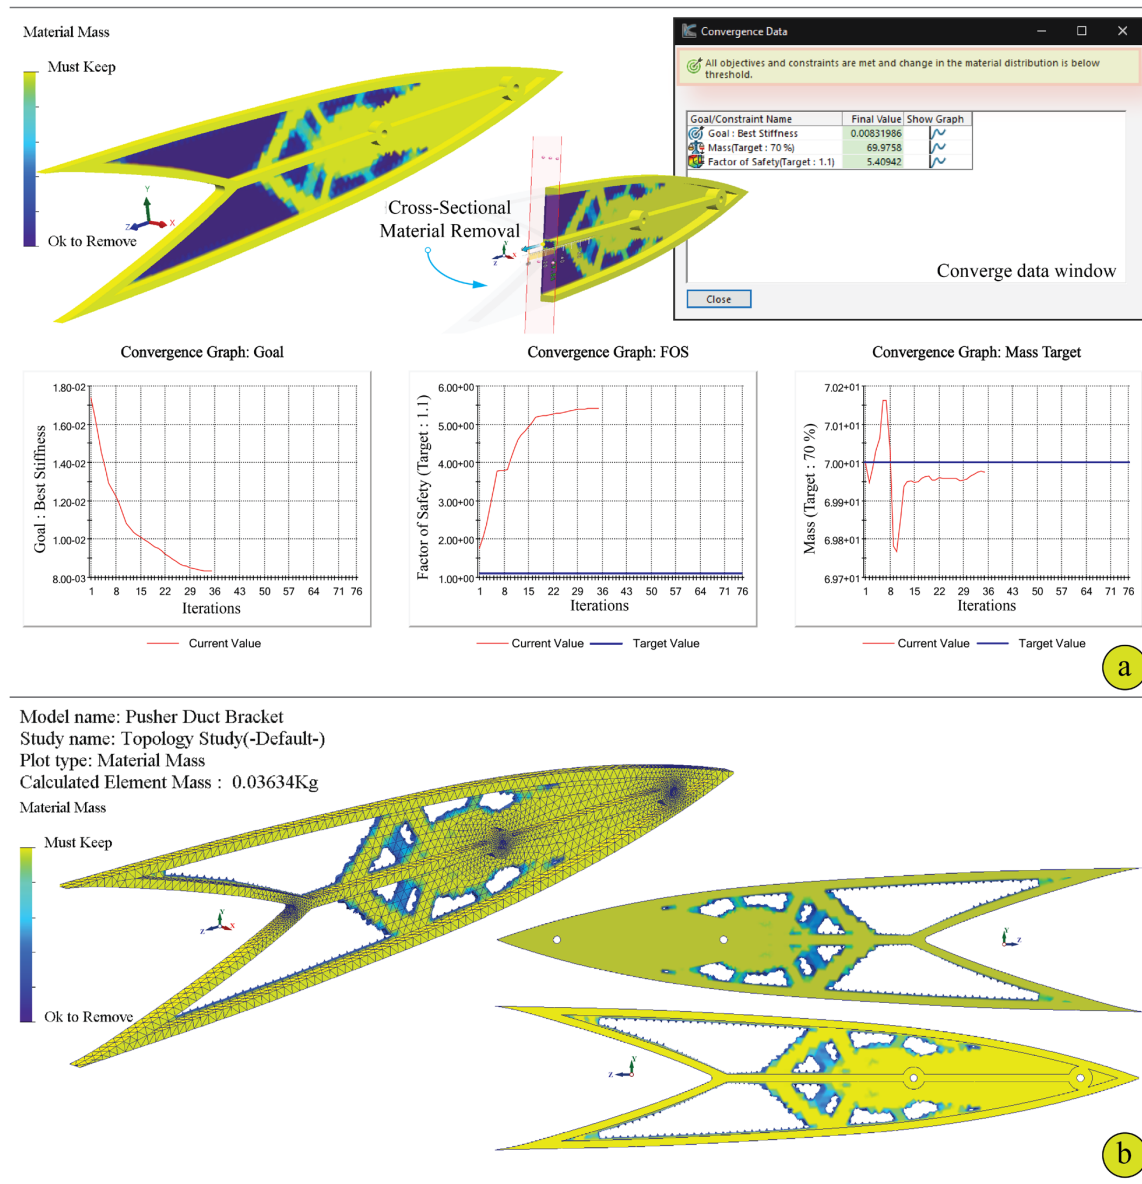 Material Mass
Must Keep
Ok to Remove
Y
Z
X
Cross-Sectional
Material Removal
Y
Z
X
Convergence Data
All objectives and constraints are met and change in the material distribution is below
threshold.
Goal/Constraint Name Final Value Show Graph
Goal : Best Stiffness 0.00831986
Mass(Target : 70 %) 69.9758
Factor of Safety(Target : 1.1) 5.40942
Converge data window
Close
Convergence Graph: Goal
1.80-02
1.60-02
1.40-02
1.20-02
1.00-02
8.00-03
Goal : Best Stiffness
1 8 15 22 29 36 43 50 57 64 71 76
Iterations
Current Value
Convergence Graph: FOS
6.00+00
5.00+00
4.00+00
3.00+00
2.00+00
1.00+00
Factor of Safety (Target : 1.1)
1 8 15 22 29 36 43 50 57 64 71 76
Iterations
Current Value Target Value
Convergence Graph: Mass Target
7.02+01
7.01+01
7.00+01
6.99+01
6.98+01
6.97+01
Mass (Target : 70 %)
1 8 15 22 29 36 43 50 57 64 71 76
Iterations
Current Value Target Value
a
Model name: Pusher Duct Bracket
Study name: Topology Study(-Default-)
Plot type: Material Mass
Calculated Element Mass : 0.03634Kg
Material Mass
Must Keep
Ok to Remove
Y
Z
X
Y
Z
Y
Z
b